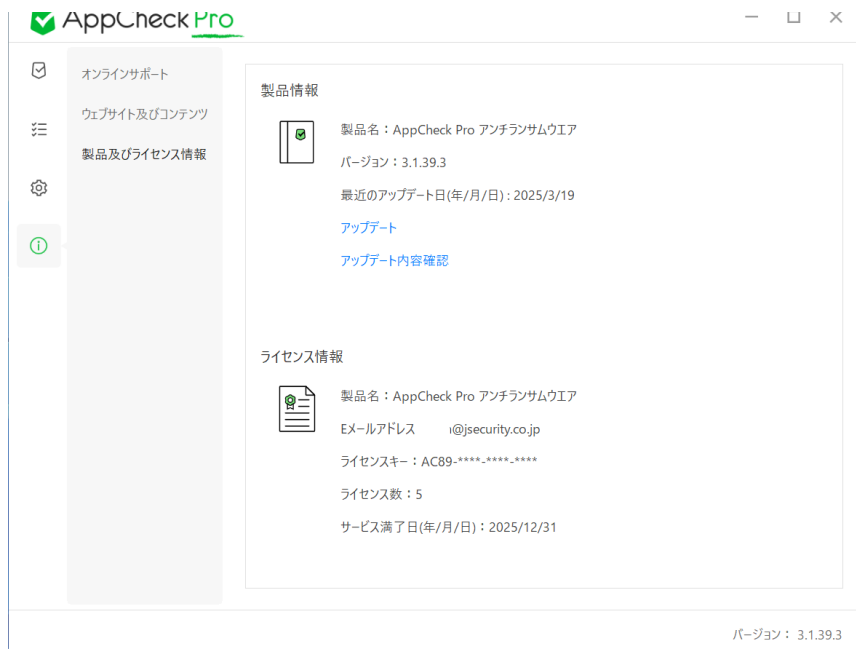 AppCheck Pro
オンラインサポート
ウェブサイト及びコンテンツ
製品及びライセンス情報
製品情報
製品名：AppCheck Pro アンチランサムウエア
バージョン：3.1.39.3
最近のアップデート日(年/月/日) : 2025/3/19
アップデート
アップデート内容確認
ライセンス情報
製品名：AppCheck Pro アンチランサムウエア
Eメールアドレス @jsecurity.co.jp
ライセンスキー：AC89-****-****-****
ライセンス数：5
サービス満了日(年/月/日)：2025/12/31
バージョン： 3.1.39.3